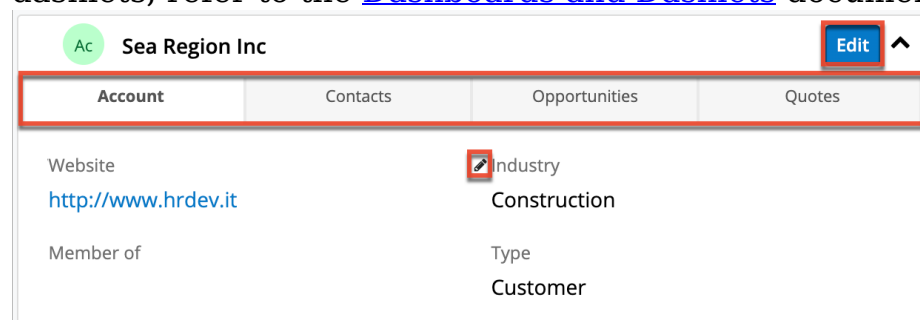 dashlets, refer to the Dashboards and Dashlets documen
Ac Sea Region Inc Edit
Account Contacts Opportunities Quotes
Website Industry
http://www.hrdev.it Construction
Member of Type
Customer